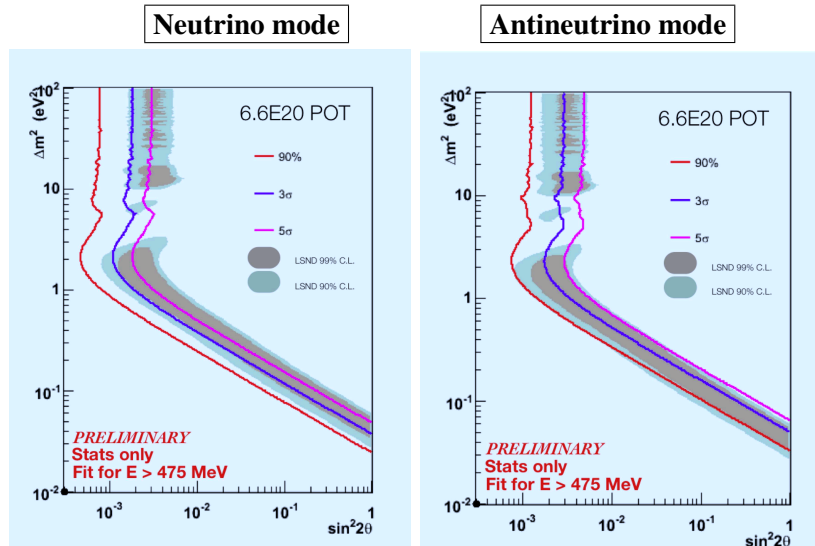 Neutrino mode
Antineutrino mode
10²
Δm² (eV²)
6.6E20 POT
90%
10
3σ
5σ
LSND 99% C.L.
LSND 90% C.L.
1
10⁻¹
PRELIMINARY
Stats only
Fit for E > 475 MeV
10⁻²
10⁻³
10⁻²
10⁻¹
1
sin²2θ
10²
Δm² (eV²)
6.6E20 POT
90%
10
3σ
5σ
LSND 99% C.L.
LSND 90% C.L.
1
10⁻¹
PRELIMINARY
Stats only
Fit for E > 475 MeV
10⁻²
10⁻³
10⁻²
10⁻¹
1
sin²2θ